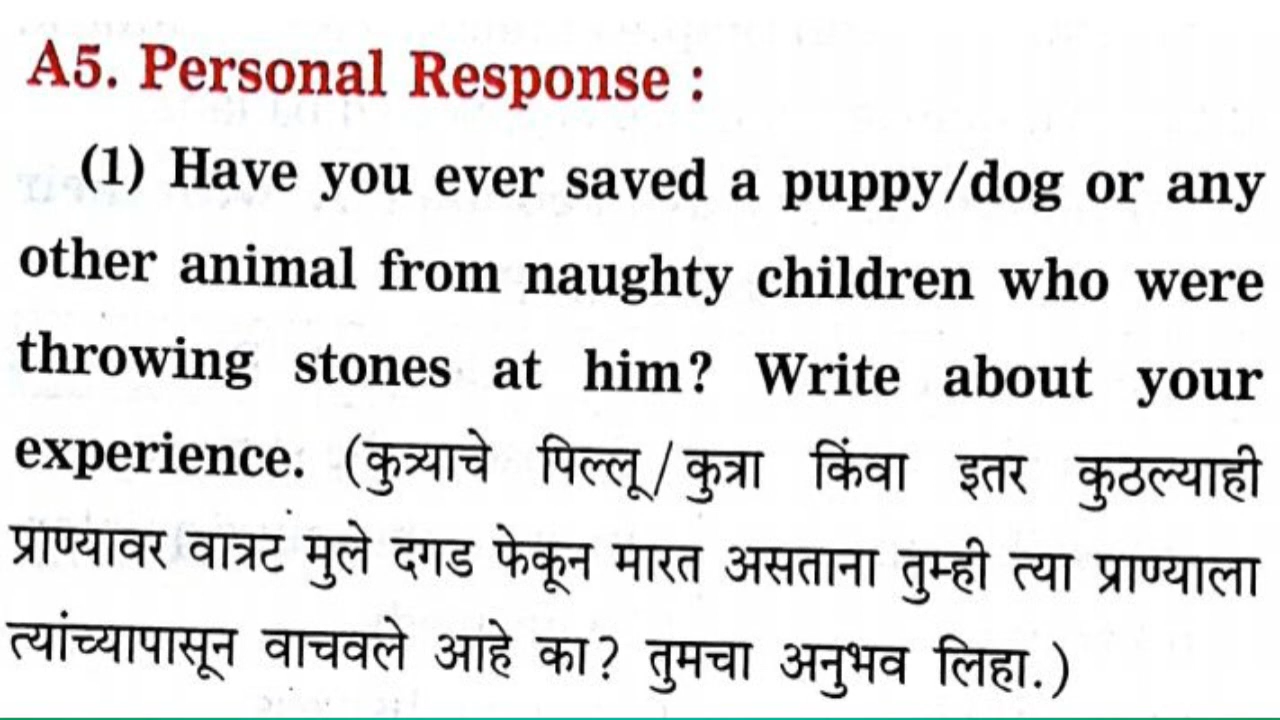 A5. Personal Response :
(1) Have you ever saved a puppy/dog or any
other animal from naughty children who were
throwing stones at him? Write about your
experience. (कुत्र्याचे पिल्लू/कुत्रा किंवा इतर कुठल्याही
प्राण्यावर वात्रट मुले दगड फेकून मारत असताना तुम्ही त्या प्राण्याला
त्यांच्यापासून वाचवले आहे का? तुमचा अनुभव लिहा.)